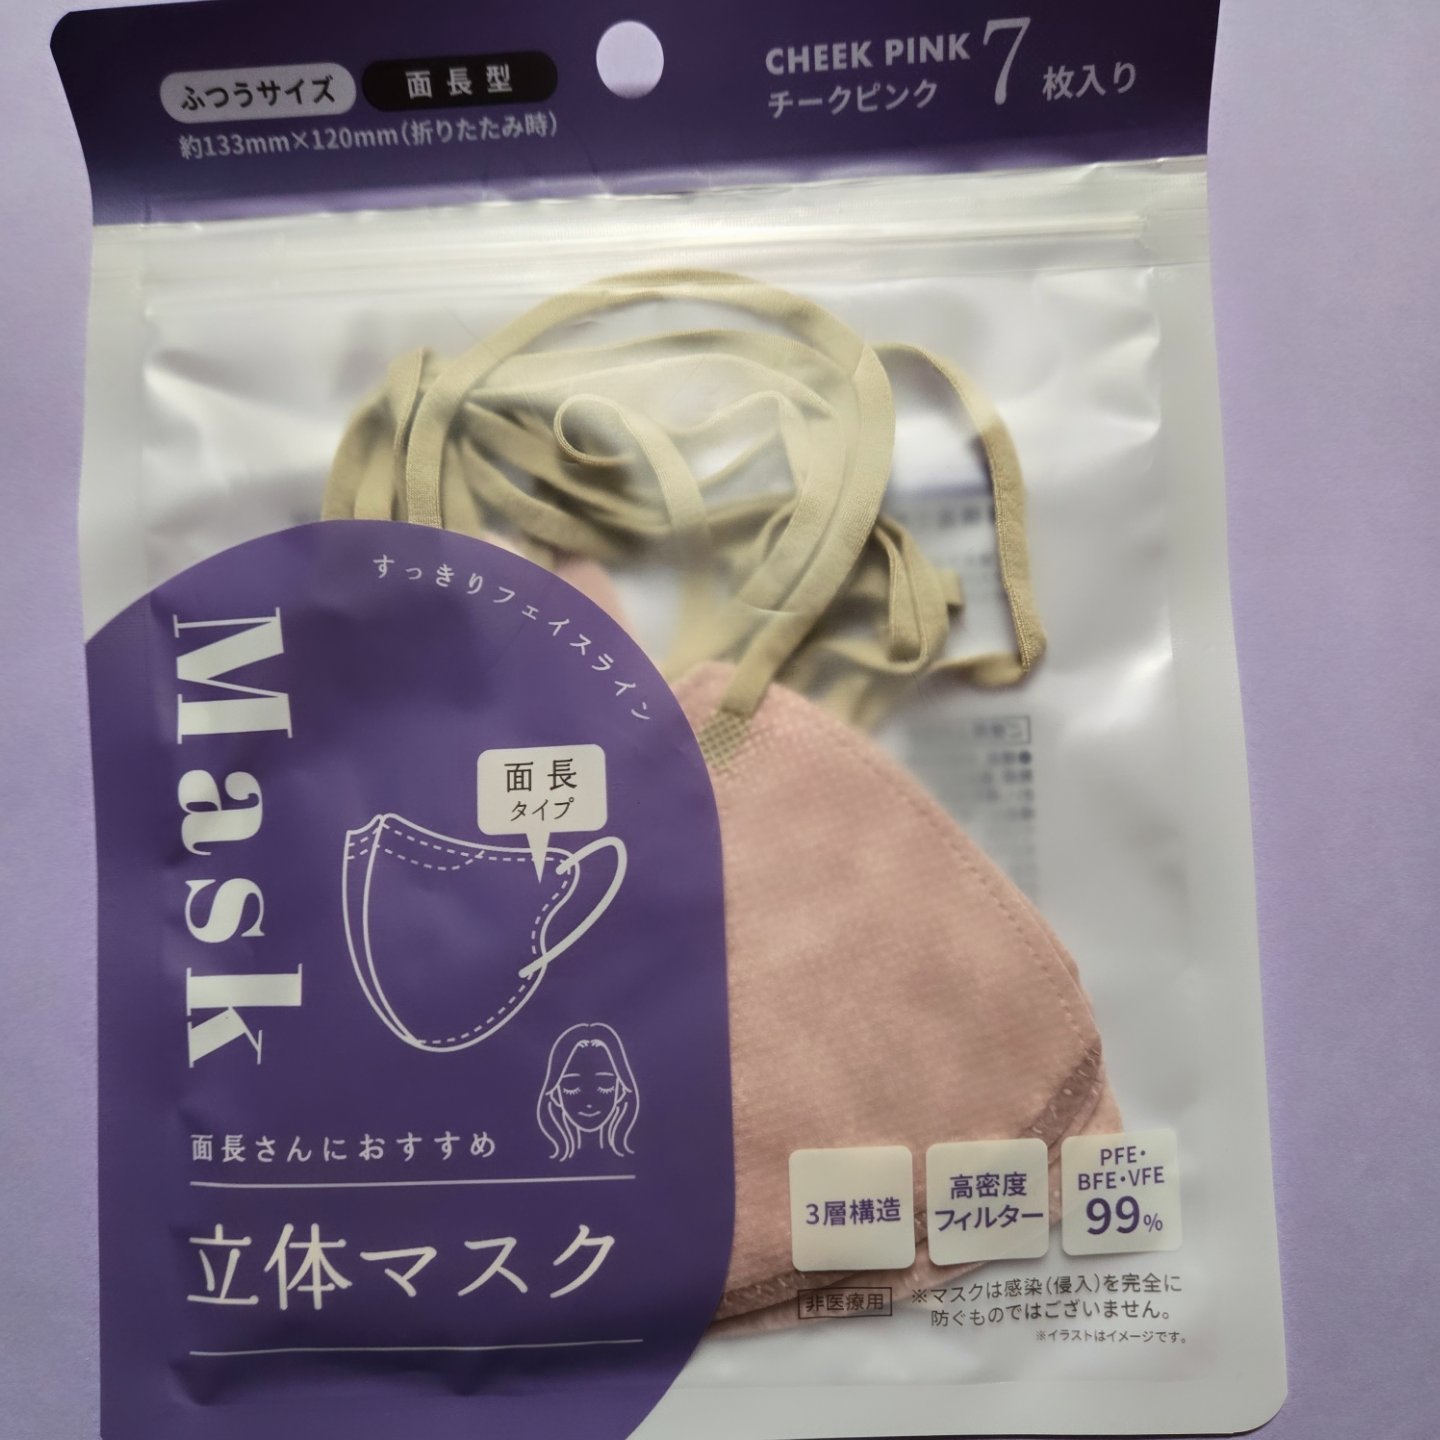 ふつうサイズ
面長型
約133mm×120mm（折りたたみ時）
CHEEK PINK
チークピンク
7枚入り
すっきりフェイスライン
Mask
面長
タイプ
面長さんにおすすめ
立体マスク
3層構造
高密度
フィルター
PFE・
BFE・VFE
99%
非医療用
※マスクは感染（侵入）を完全に
防ぐものではございません。
※イラストはイメージです。